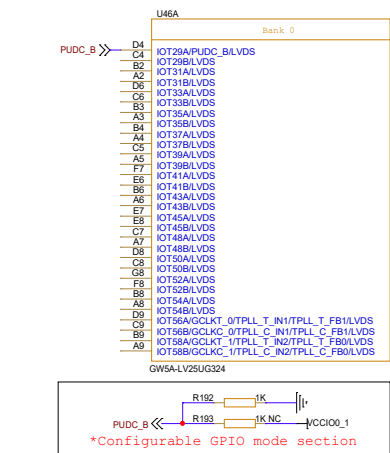 U46A
Bank 0
PUDC_B D4 IOT29A/PUDC_B/LVDS
C4 IOT29B/LVDS
B2 IOT31A/LVDS
A2 IOT31B/LVDS
D6 IOT33A/LVDS
C6 IOT33B/LVDS
B3 IOT35A/LVDS
A3 IOT35B/LVDS
B4 IOT37A/LVDS
A4 IOT37B/LVDS
C5 IOT39A/LVDS
A5 IOT39B/LVDS
F7 IOT41A/LVDS
E6 IOT41B/LVDS
B6 IOT43A/LVDS
A6 IOT43B/LVDS
E7 IOT45A/LVDS
E8 IOT45B/LVDS
C7 IOT48A/LVDS
A7 IOT48B/LVDS
D8 IOT50A/LVDS
C8 IOT50B/LVDS
G8 IOT52A/LVDS
F8 IOT52B/LVDS
B8 IOT54A/LVDS
A8 IOT54B/LVDS
D9 IOT56A/GCLKT_0/TPLL_T_IN1/TPLL_T_FB1/LVDS
C9 IOT56B/GCLKC_0/TPLL_C_IN1/TPLL_C_FB1/LVDS
B9 IOT58A/GCLKT_1/TPLL_T_IN2/TPLL_T_FB0/LVDS
A9 IOT58B/GCLKC_1/TPLL_C_IN2/TPLL_C_FB0/LVDS
GW5A-LV25UG324
R192 1K
PUDC_B R193 1K NC VCCIO0_1
*Configurable GPIO mode section